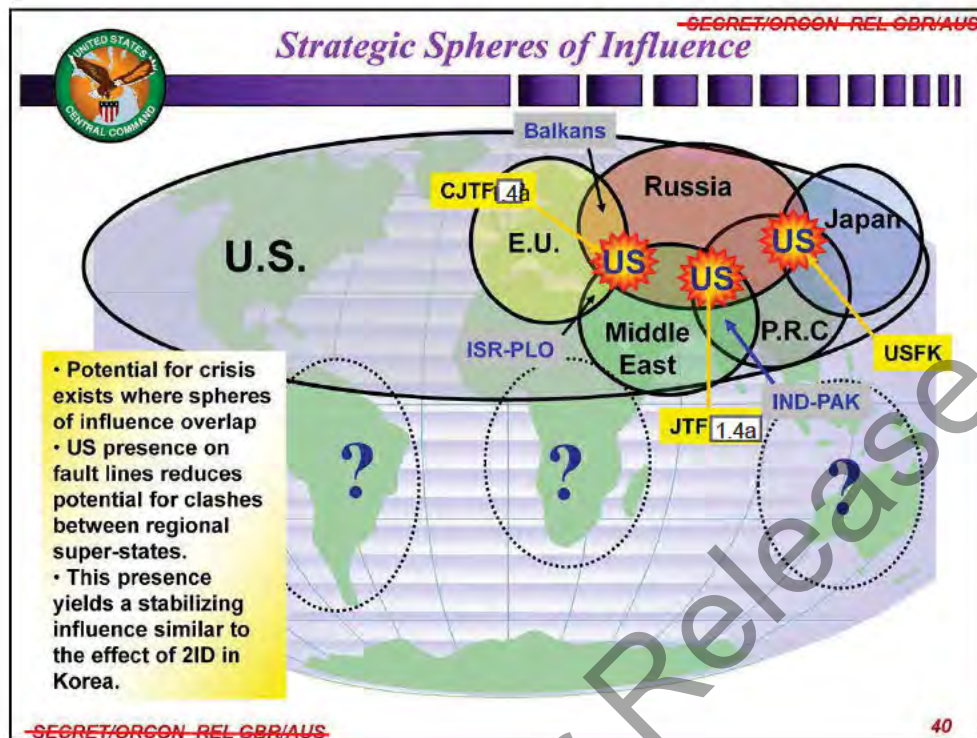 SECRET/ORCON REL GBR/AUS
Strategic Spheres of Influence
UNITED STATES
CENTRAL COMMAND
Balkans
CJTF 1.4a
Russia
Japan
E.U.
U.S.
US
US
US
ISR-PLO
Middle
East
P.R.C
USFK
IND-PAK
JTF 1.4a
• Potential for crisis
exists where spheres
of influence overlap
• US presence on
fault lines reduces
potential for clashes
between regional
super-states.
• This presence
yields a stabilizing
influence similar to
the effect of 2ID in
Korea.
?
?
?
Release
SECRET/ORCON REL GBR/AUS
40